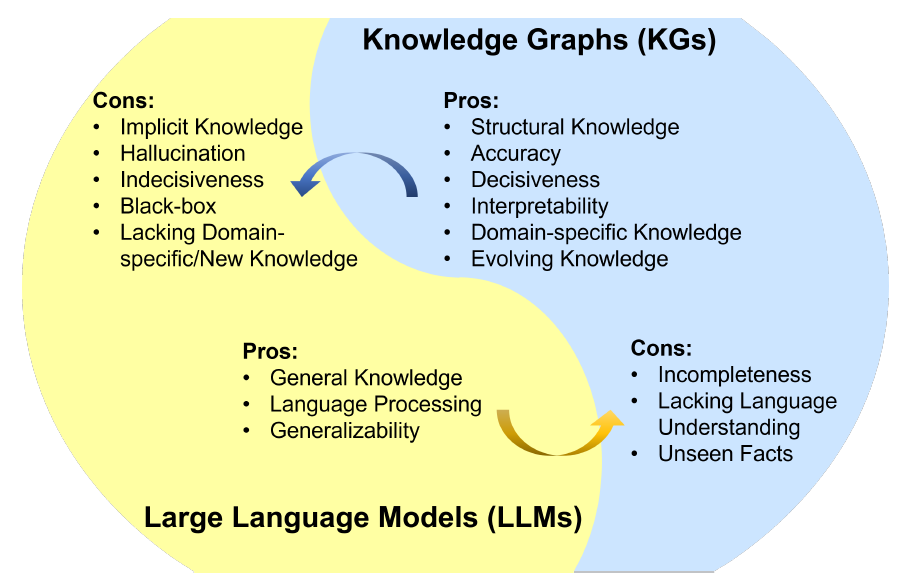 Knowledge Graphs (KGs)
Cons:
• Implicit Knowledge
• Hallucination
• Indecisiveness
• Black-box
• Lacking Domain-
specific/New Knowledge
Pros:
• Structural Knowledge
• Accuracy
• Decisiveness
• Interpretability
• Domain-specific Knowledge
• Evolving Knowledge
Pros:
• General Knowledge
• Language Processing
• Generalizability
Cons:
• Incompleteness
• Lacking Language
Understanding
• Unseen Facts
Large Language Models (LLMs)